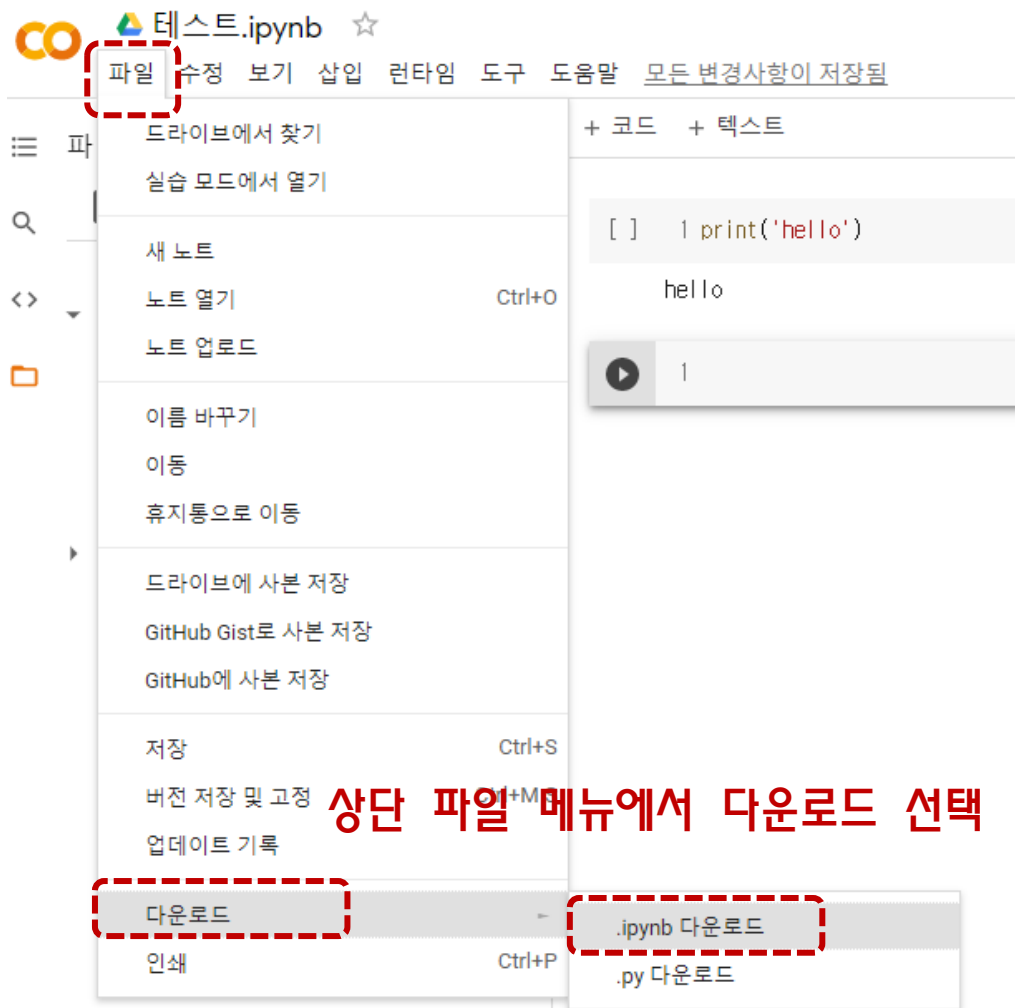 테스트.ipynb
파일 수정 보기 삽입 런타임 도구 도움말 모든 변경사항이 저장됨
파
+ 코드 + 텍스트
드라이브에서 찾기
실습 모드에서 열기
[ ] 1 print('hello')
hello
1
새 노트
노트 열기 Ctrl+O
노트 업로드
이름 바꾸기
이동
휴지통으로 이동
드라이브에 사본 저장
GitHub Gist로 사본 저장
GitHub에 사본 저장
저장 Ctrl+S
버전 저장 및 고정
상단 파일 메뉴에서 다운로드 선택
업데이트 기록
다운로드
.ipynb 다운로드
인쇄 Ctrl+P
.py 다운로드